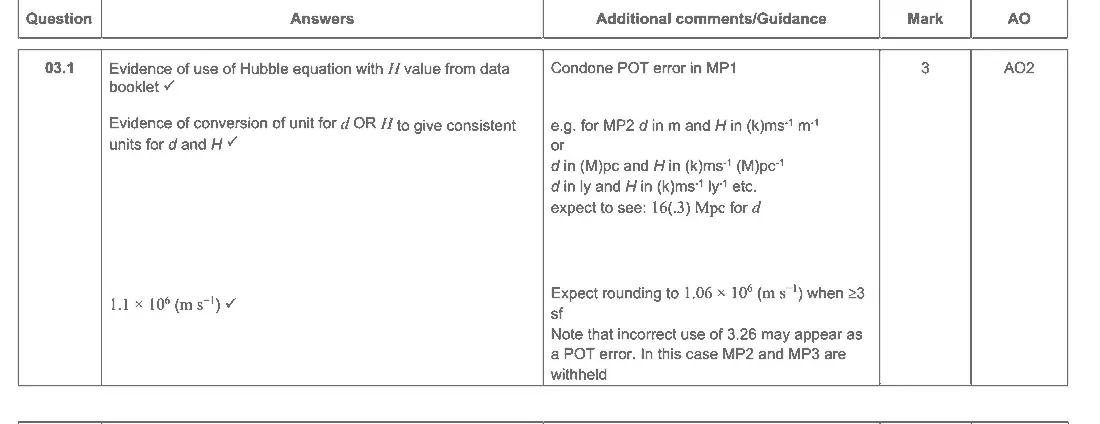 Question Answers Additional comments/Guidance Mark AO
03.1 Evidence of use of Hubble equation with H value from data Condone POT error in MP1 3 AO2
booklet ✓
Evidence of conversion of unit for d OR H to give consistent e.g. for MP2 d in m and H in (k)ms⁻¹ m⁻¹
units for d and H ✓ or
d in (M)pc and H in (k)ms⁻¹ (M)pc⁻¹
d in ly and H in (k)ms⁻¹ ly⁻¹ etc.
expect to see: 16(.3) Mpc for d
1.1 × 10⁶ (m s⁻¹) ✓ Expect rounding to 1.06 × 10⁶ (m s⁻¹) when ≥3
sf
Note that incorrect use of 3.26 may appear as
a POT error. In this case MP2 and MP3 are
withheld